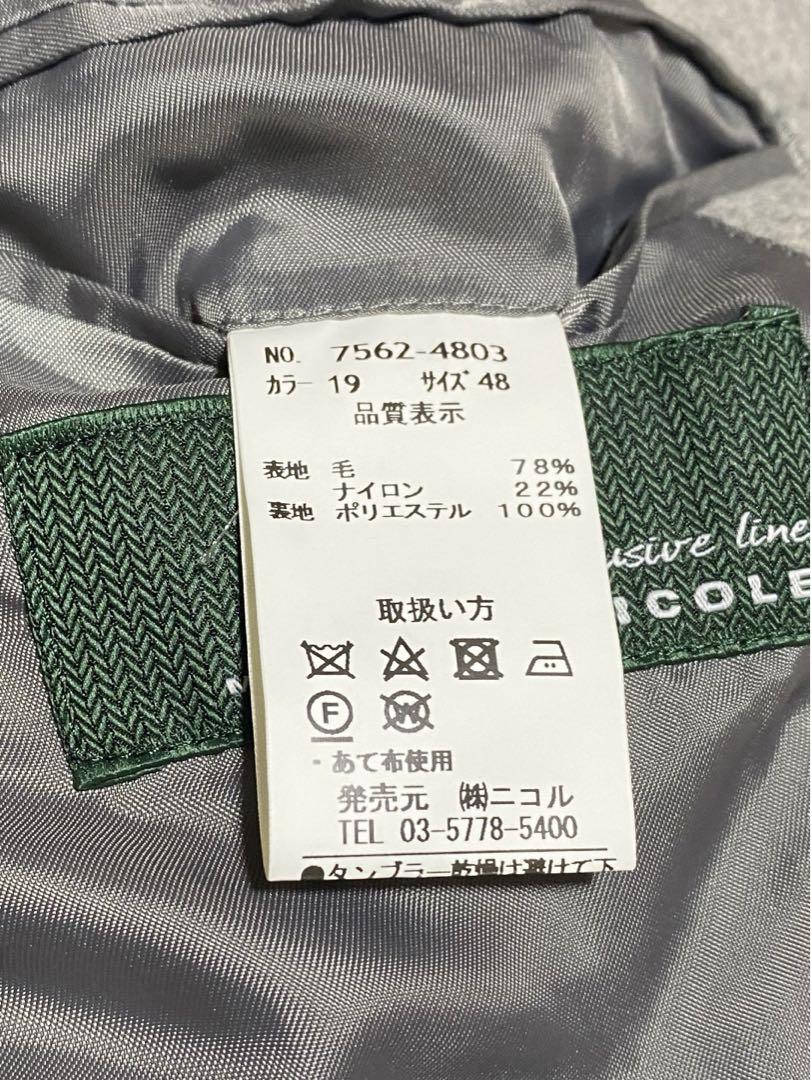 NO. 7562-4803
カラー 19 サイズ 48
品質表示
表地 毛 78%
ナイロン 22%
裏地 ポリエステル 100%
取扱い方
F W
・あて布使用
発売元 ㈱ニコル
TEL 03-5778-5400
●タンブラー乾燥は避けて下
usive line
ICOLE